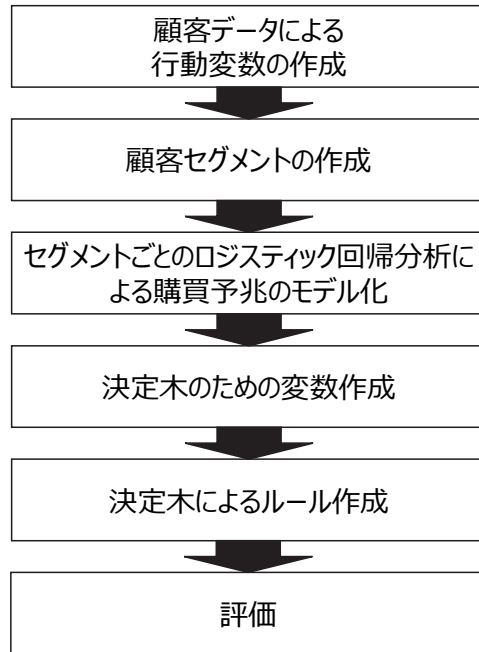 顧客データによる
行動変数の作成
顧客セグメントの作成
セグメントごとのロジスティック回帰分析に
よる購買予兆のモデル化
決定木のための変数作成
決定木によるルール作成
評価